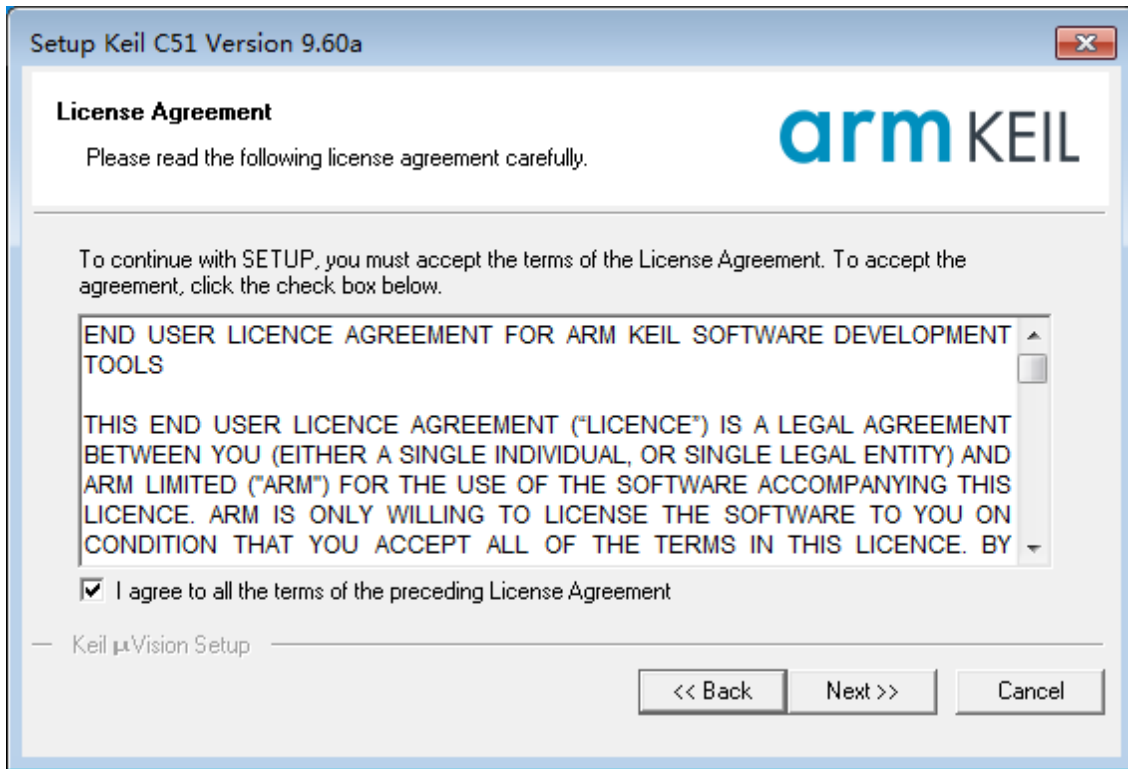 Setup Keil C51 Version 9.60a
License Agreement
Please read the following license agreement carefully.
arm KEIL
To continue with SETUP, you must accept the terms of the License Agreement. To accept the
agreement, click the check box below.
END USER LICENCE AGREEMENT FOR ARM KEIL SOFTWARE DEVELOPMENT
TOOLS
THIS END USER LICENCE AGREEMENT (“LICENCE”) IS A LEGAL AGREEMENT
BETWEEN YOU (EITHER A SINGLE INDIVIDUAL, OR SINGLE LEGAL ENTITY) AND
ARM LIMITED ("ARM") FOR THE USE OF THE SOFTWARE ACCOMPANYING THIS
LICENCE. ARM IS ONLY WILLING TO LICENSE THE SOFTWARE TO YOU ON
CONDITION THAT YOU ACCEPT ALL OF THE TERMS IN THIS LICENCE. BY
I agree to all the terms of the preceding License Agreement
Keil µVision Setup
<< Back Next >> Cancel